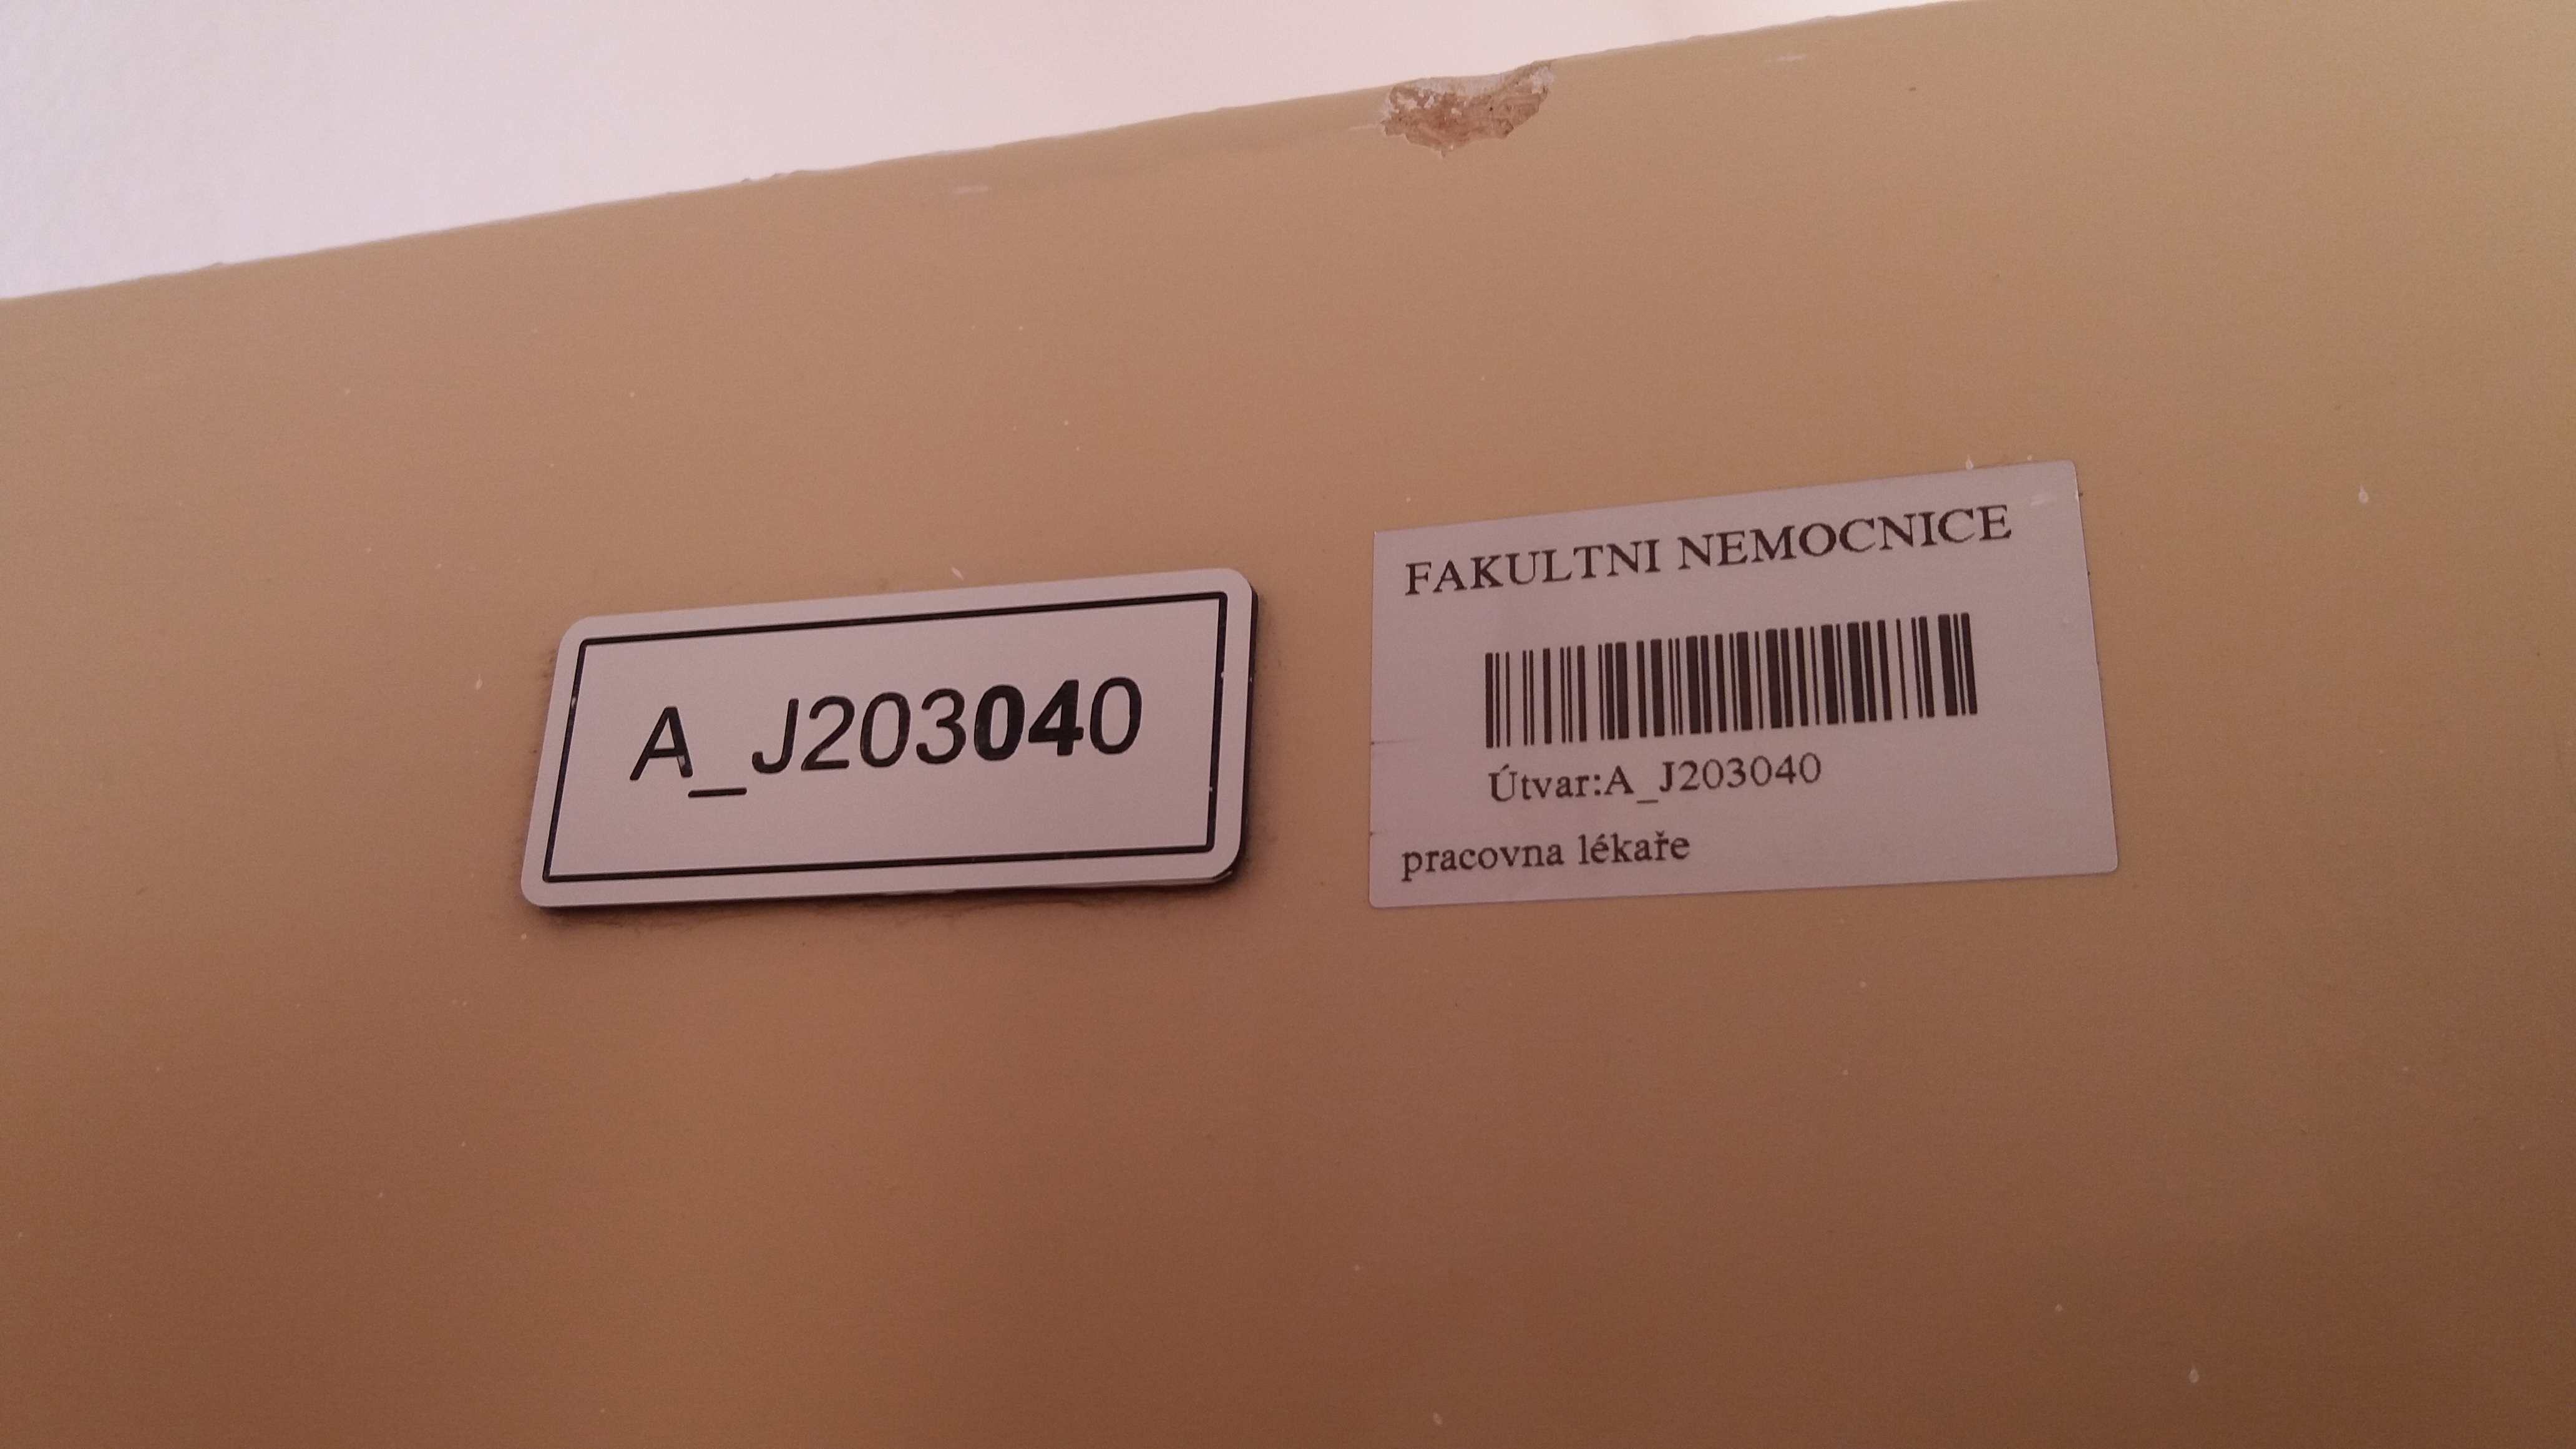 A_J203040
FAKULTNI NEMOCNICE
Útvar:A_J203040
pracovna lékaře